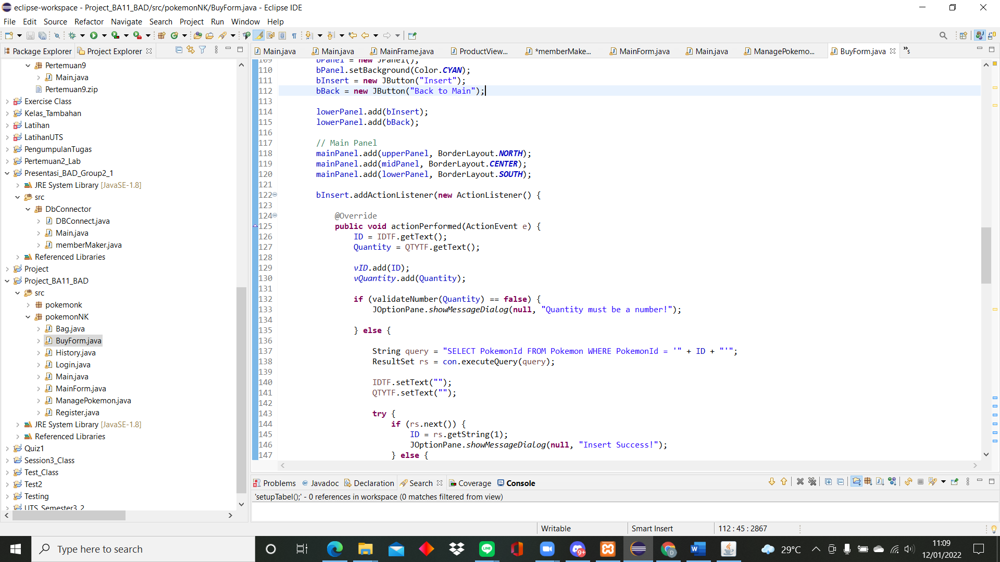 eclipse-workspace - Project_BA11_BAD/src/pokemonNK/BuyForm.java - Eclipse IDE
File Edit Source Refactor Navigate Search Project Run Window Help
Package Explorer Project Explorer
Main.java Main.java MainFrame.java ProductView... *memberMake... MainForm.java Main.java ManagePokemo... BuyForm.java »5
Pertemuan9
Main.java
Pertemuan9.zip
Exercise Class
Kelas_Tambahan
Latihan
LatihanUTS
PengumpulanTugas
Pertemuan2_Lab
Presentasi_BAD_Group2_1
JRE System Library [JavaSE-1.8]
src
DbConnector
DBConnect.java
Main.java
memberMaker.java
Referenced Libraries
Project
Project_BA11_BAD
src
pokemonk
pokemonNK
Bag.java
BuyForm.java
History.java
Login.java
Main.java
MainForm.java
ManagePokemon.java
Register.java
JRE System Library [JavaSE-1.8]
Referenced Libraries
Quiz1
Session3_Class
Test_Class
Test2
Testing
UTS_Semester3_2
109 bPanel = new JPanel();
110 bPanel.setBackground(Color.CYAN);
111 bInsert = new JButton("Insert");
112 bBack = new JButton("Back to Main");
113
114 lowerPanel.add(bInsert);
115 lowerPanel.add(bBack);
116
117 // Main Panel
118 mainPanel.add(upperPanel, BorderLayout.NORTH);
119 mainPanel.add(midPanel, BorderLayout.CENTER);
120 mainPanel.add(lowerPanel, BorderLayout.SOUTH);
121
122 bInsert.addActionListener(new ActionListener() {
123
124 @Override
125 public void actionPerformed(ActionEvent e) {
126 ID = IDTF.getText();
127 Quantity = QTYTF.getText();
128
129 vID.add(ID);
130 vQuantity.add(Quantity);
131
132 if (validateNumber(Quantity) == false) {
133 JOptionPane.showMessageDialog(null, "Quantity must be a number!");
134
135 } else {
136
137 String query = "SELECT PokemonId FROM Pokemon WHERE PokemonId = '" + ID + "'";
138 ResultSet rs = con.executeQuery(query);
139
140 IDTF.setText("");
141 QTYTF.setText("");
142
143 try {
144 if (rs.next()) {
145 ID = rs.getString(1);
146 JOptionPane.showMessageDialog(null, "Insert Success!");
147 } else {
Problems Javadoc Declaration Search Coverage Console
'setupTabel();' - 0 references in workspace (0 matches filtered from view)
Writable Smart Insert 112 : 45 : 2867
Type here to search
29°C
11:09
12/01/2022